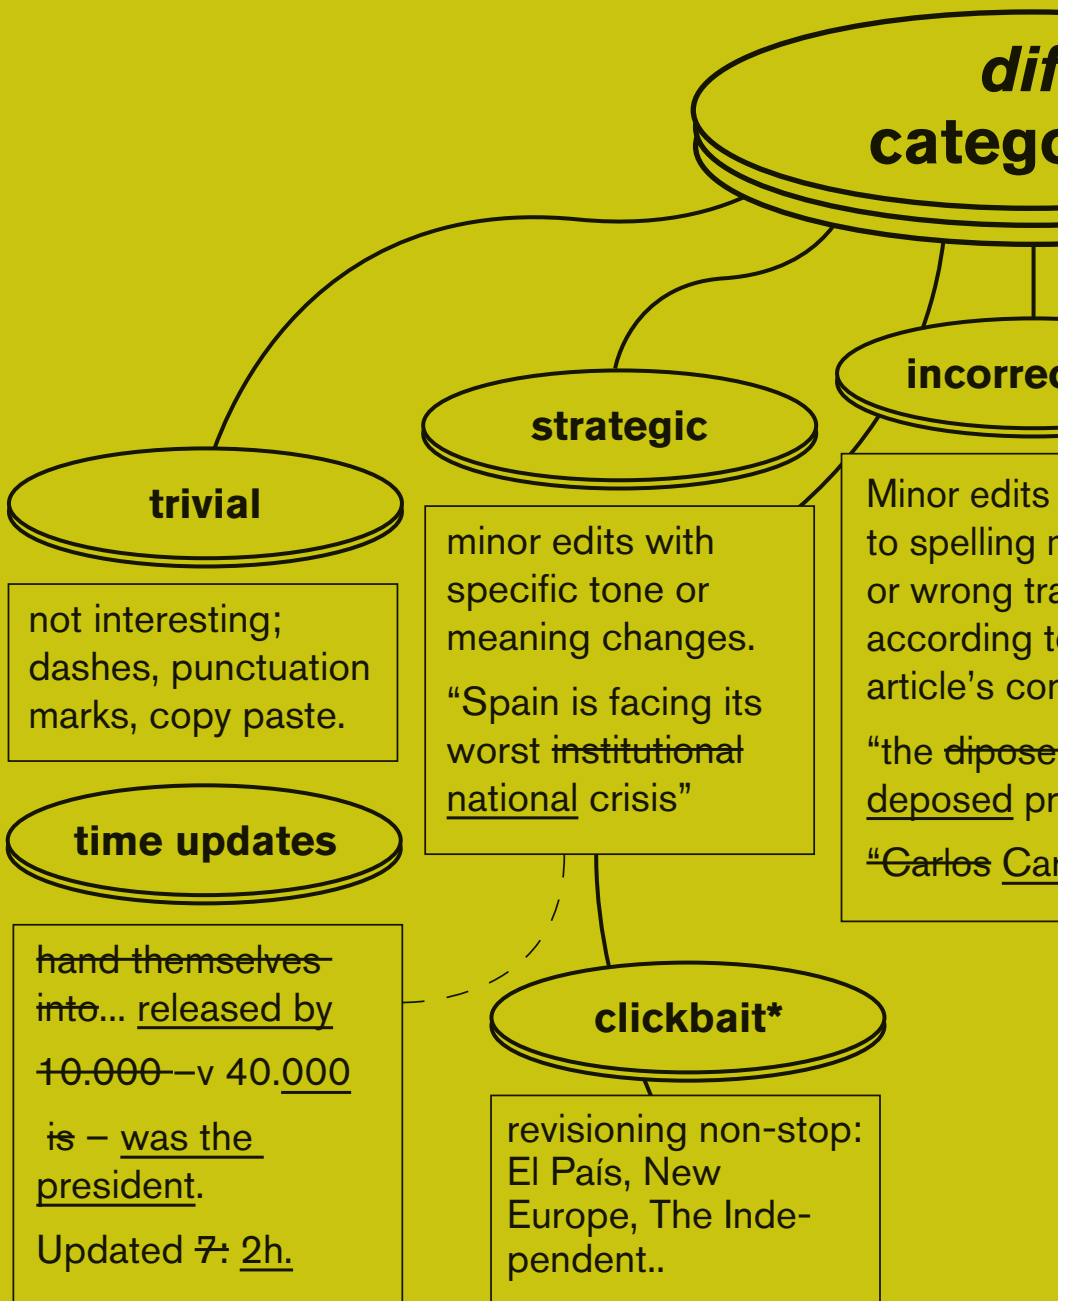 dif
catego
incorrec
strategic
trivial
Minor edits
to spelling
or wrong tra
according t
article’s cor
“the ~~dipose~~
deposed pr
~~“Carlos~~ Car
minor edits with
specific tone or
meaning changes.
“Spain is facing its
worst ~~institutional~~
national crisis”
not interesting;
dashes, punctuation
marks, copy paste.
time updates
~~hand themselves~~
~~into~~... released by
~~10.000~~ –v 40.000
~~is~~ – was the
president.
Updated ~~7:~~ 2h.
clickbait*
revisioning non-stop:
El País, New
Europe, The Inde-
pendent..